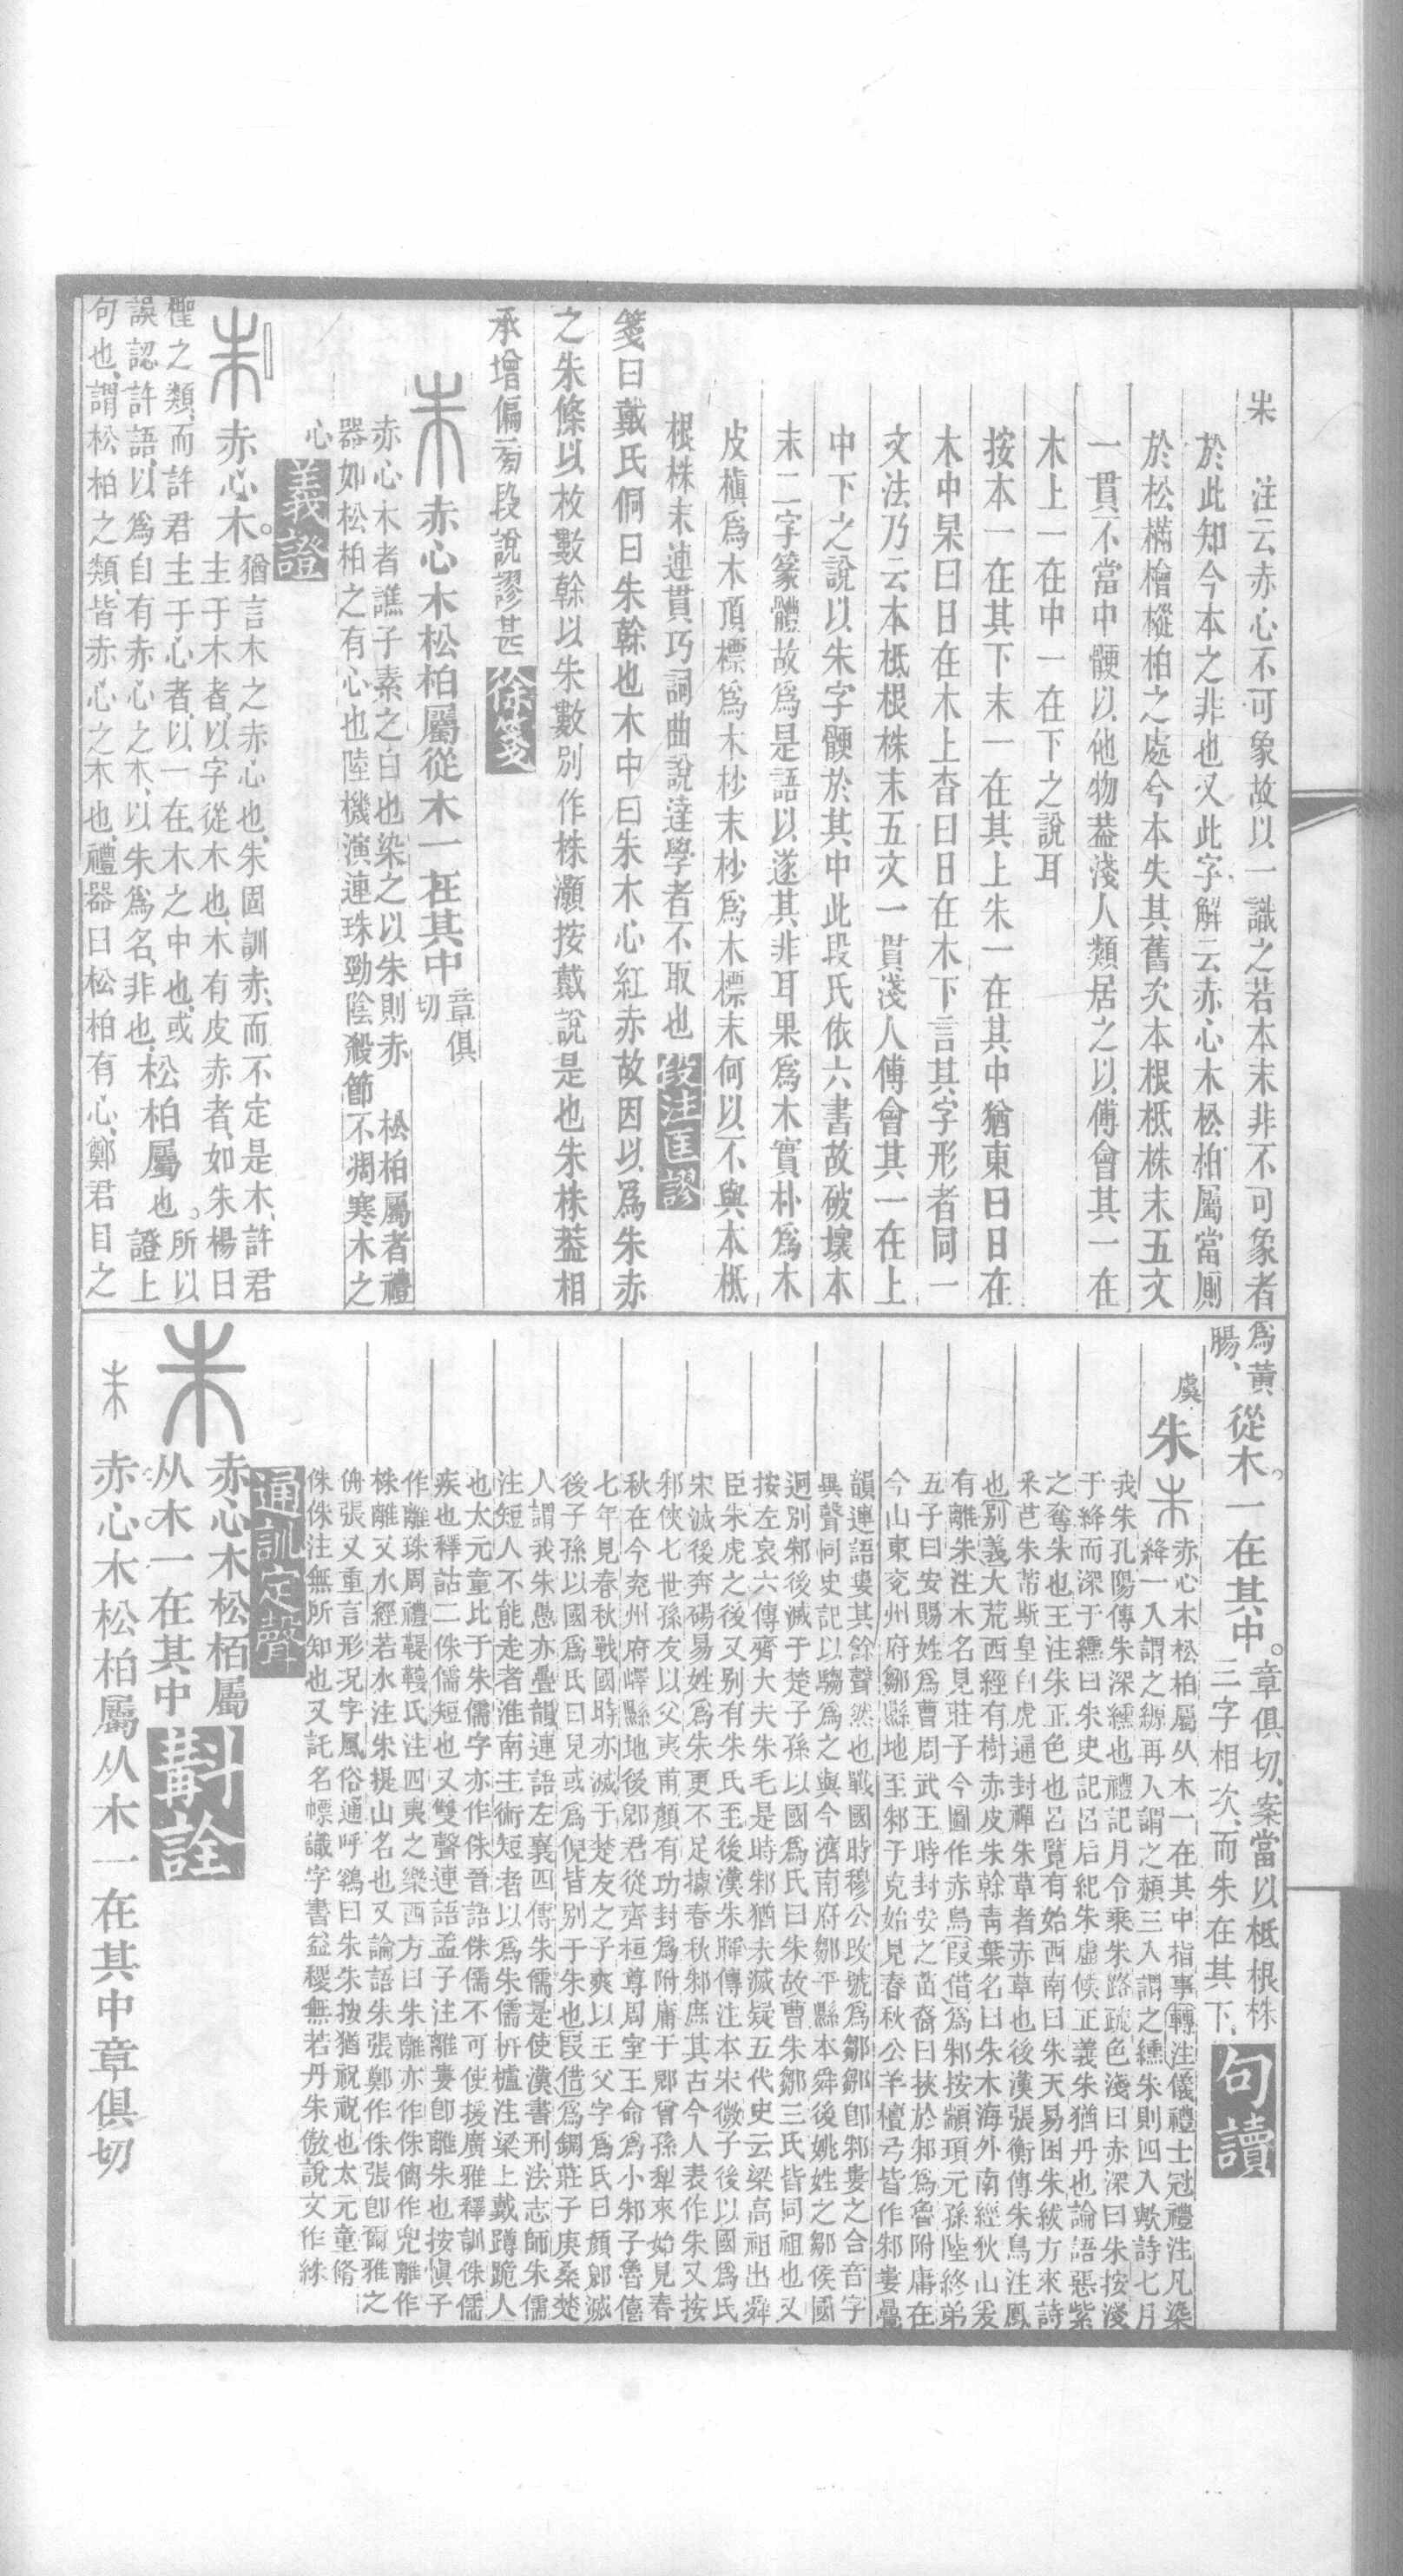 朱 注云赤心不可象故以一識之若本末非不可象者
於此知今本之非也又此字解云赤心木松柏屬當厠
於松樠檜樅柏之處今本失其舊次本根柢株末五文
一貫不當中骾以他物葢淺人類居之以傅會其一在
木上一在中一在下之說耳
按本一在其下末一在其上朱一在其中猶東曰日在
木中杲曰日在木上杳曰日在木下言其字形者同一
文法乃云本柢根株末五文一貫淺人傅會其一在上
中下之說以朱字骾於其中此段氏依六書故破壞本
末二字篆體故爲是語以遂其非耳果爲木實朴爲木
皮槙爲木頂標爲木杪末杪爲木標末何以不與本柢
根株末連貫巧詞曲說達學者不取也段注匡謬
箋曰戴氏侗曰朱榦也木中曰朱木心紅赤故因以爲朱赤
之朱條以枚數榦以朱數別作株灝按戴說是也朱株葢相
承增偏㫄段說謬甚徐箋
朱 赤心木松柏屬從木一在其中章俱切
赤心木者譙子素之白也染之以朱則赤 松柏屬者禮
器如松柏之有心也陸機演連珠勁陰殺節不凋寒木之
心義證
朱 赤心木。猶言木之赤心也、朱固訓赤、而不定是木、許君
主于木者、以字從木也、木有皮赤者、如朱楊曰
檉之類、而許君主于心者、以一在木之中也、或
誤認許語、以爲自有赤心之木、以朱爲名、非也、松柏屬也。所以證上
句也、謂松柏之類、皆赤心之木也、禮器曰松柏有心、鄭君目之
爲黃腸、從木。一在其中。章俱切、案當以柢根株三字相次、而朱在其下、句讀
虞 朱 赤心木松柏屬从木一在其中指事轉注儀禮士冠禮注凡染
絳一入謂之縓再入謂之赬三入謂之纁朱則四入歟詩七月
我朱孔陽傳朱深纁也禮記月令乘朱路疏色淺曰赤深曰朱按淺
于絳而深于纁曰朱史記呂后紀朱虛侯正義朱猶丹也論語惡紫
之奪朱也王注朱正色也呂覽有始西南曰朱天易困朱紱方來詩
采芑朱芾斯皇白虎通封禪朱草者赤草也後漢張衡傳朱鳥注鳳
也別義大荒西經有樹赤皮朱榦靑葉名曰朱木海外南經狄山爰
有離朱注木名見莊子今圖作赤鳥叚借爲邾按顓頊元孫陸終弟
五子曰安賜姓爲曹周武王時封安之苗裔曰挾於邾爲魯附庸在
今山東兗州府鄒縣地至邾子克始見春秋公羊檀弓皆作邾婁疊
韻連語婁其餘聲然也戰國時穆公攺號爲鄒鄒卽邾婁之合音字
異聲同史記以騶爲之與今濟南府鄒平縣本舜後姚姓之鄒侯國
迥別邾後滅于楚子孫以國爲氏曰朱故曹朱鄒三氏皆同祖也又
按左哀六傳齊大夫朱毛是時邾猶未滅疑五代史云梁高祖出舜
臣朱虎之後又別有朱氏至後漢朱暉傳注本宋微子後以國爲氏
宋滅後奔碭易姓爲朱更不足據春秋邾庶其古今人表作朱又按
邾俠七世孫友以父夷甫顏有功封爲附庸于郳曾孫犁來始見春
秋在今兗州府嶧縣地後郳君從齊桓尊周室王命爲小邾子魯僖
七年見春秋戰國時亦滅于楚友之子爽以王父字爲氏曰顏郳滅
後子孫以國爲氏曰兒或爲倪皆別于朱也叚借爲銖莊子庚桑楚
人謂我朱愚亦疊韻連語左襄四傳朱儒是使漢書刑法志師朱儒
注短人不能走者淮南主術短者以爲朱儒枅櫨注梁上戴蹲跪人
也太元童比于朱儒字亦作侏晉語侏儒不可使援廣雅釋訓侏儒
疾也釋詁二侏儒短也又雙聲連語孟子注離婁卽離朱也按愼子
作離珠周禮鞮鞻氏注四夷之樂西方曰朱離亦作侏㒧作兜離作
株離又水經若水注朱提山名也又論語朱張鄭作侏張卽爾雅之
侜張又重言形況字風俗通呼鷄曰朱朱按猶祝祝也太元童脩
侏侏注無所知也又託名幖識字書益稷無若丹朱傲說文作絑
通訓定聲
朱 赤心木松栢屬从木一在其中斠詮
朱 赤心木松柏屬从木一在其中章俱切